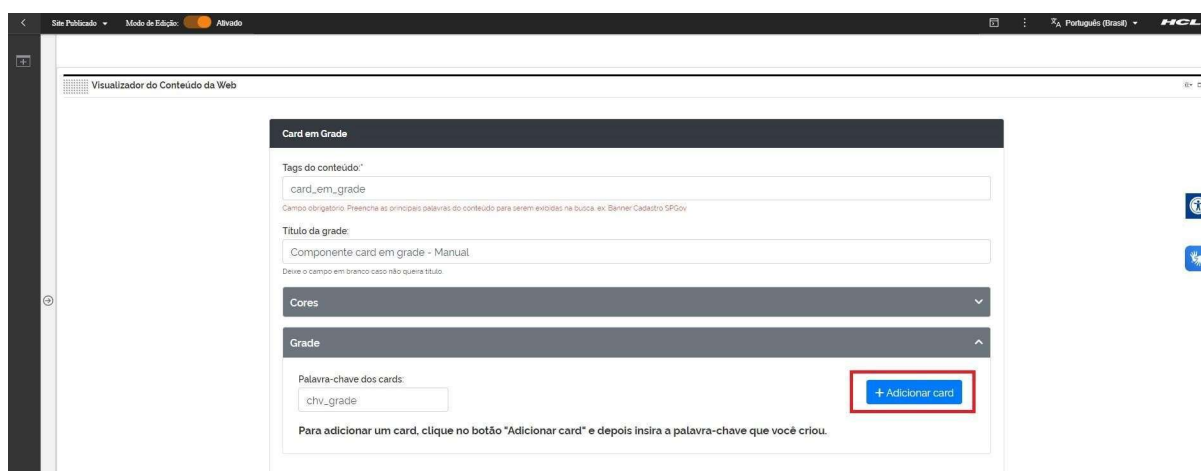 Site Publicado Modo de Edição: Ativado Português (Brasil) HCL
Visualizador do Conteúdo da Web
Card em Grade
Tags do conteúdo:*
card_em_grade
Campo obrigatório. Preencha as principais palavras do conteúdo para serem exibidas na busca. ex: Banner Cadastro SPGov
Título da grade:
Componente card em grade - Manual
Deixe o campo em branco caso não queira título.
Cores
Grade
Palavra-chave dos cards:
+ Adicionar card
chv_grade
Para adicionar um card, clique no botão "Adicionar card" e depois insira a palavra-chave que você criou.